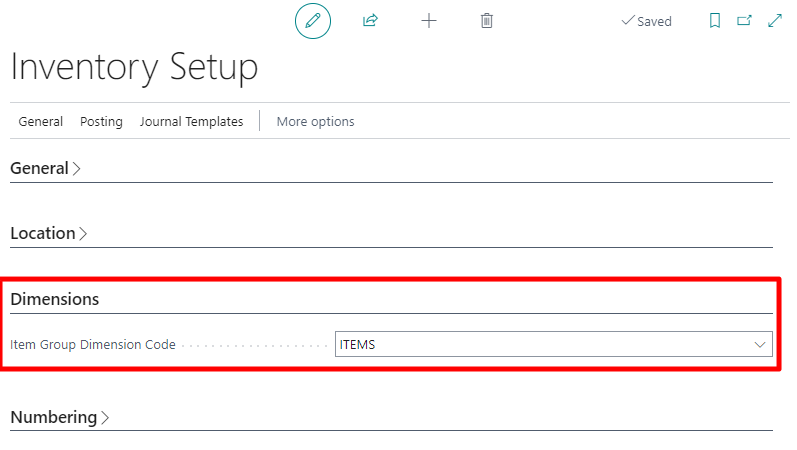 Saved
Inventory Setup
General Posting Journal Templates More options
General
Location
Dimensions
Item Group Dimension Code ITEMS
Numbering